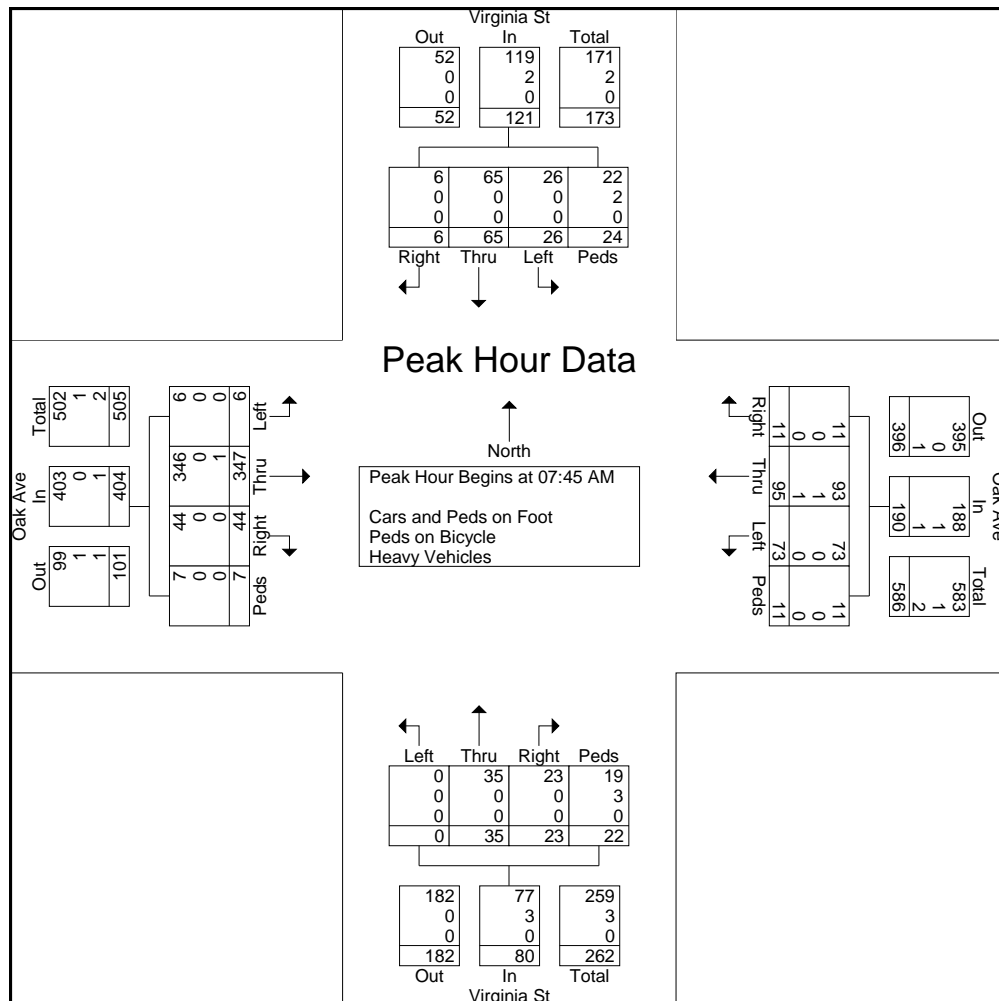 Virginia St
Out In Total
52 119 171
0 2 2
0 0 0
52 121 173
6 65 26 22
0 0 0 2
0 0 0 0
6 65 26 24
Right Thru Left Peds
Peak Hour Data
North
Peak Hour Begins at 07:45 AM
Cars and Peds on Foot
Peds on Bicycle
Heavy Vehicles
Oak Ave
Out In Total
99 403 502
1 0 1
1 1 2
101 404 505
7 44 346 6
0 0 0 0
0 0 1 0
7 44 347 6
Peds Right Thru Left
Oak Ave
Out In Total
395 188 583
0 1 1
1 1 2
396 190 586
11 93 73 11
0 1 0 0
0 1 0 0
11 95 73 11
Right Thru Left Peds
Left Thru Right Peds
0 35 23 19
0 0 0 3
0 0 0 0
0 35 23 22
182 77 259
0 3 3
0 0 0
182 80 262
Out In Total
Virginia St